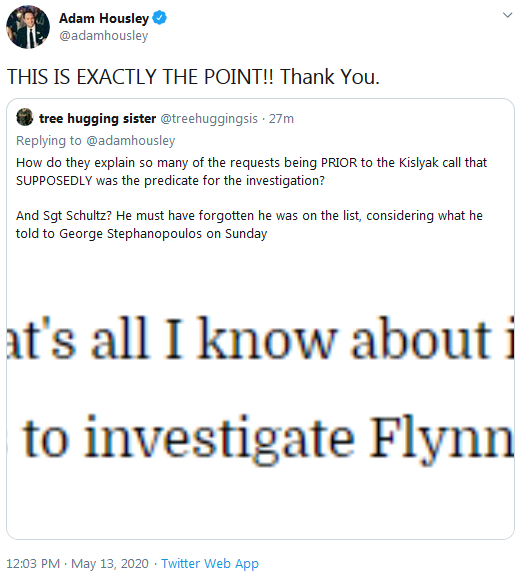 Adam Housley
@adamhousley
THIS IS EXACTLY THE POINT!! Thank You.
tree hugging sister @treehuggingsis · 27m
Replying to @adamhousley
How do they explain so many of the requests being PRIOR to the Kislyak call that
SUPPOSEDLY was the predicate for the investigation?
And Sgt Schultz? He must have forgotten he was on the list, considering what he
told to George Stephanopoulos on Sunday
at's all I know about i
to investigate Flynn
12:03 PM · May 13, 2020 · Twitter Web App